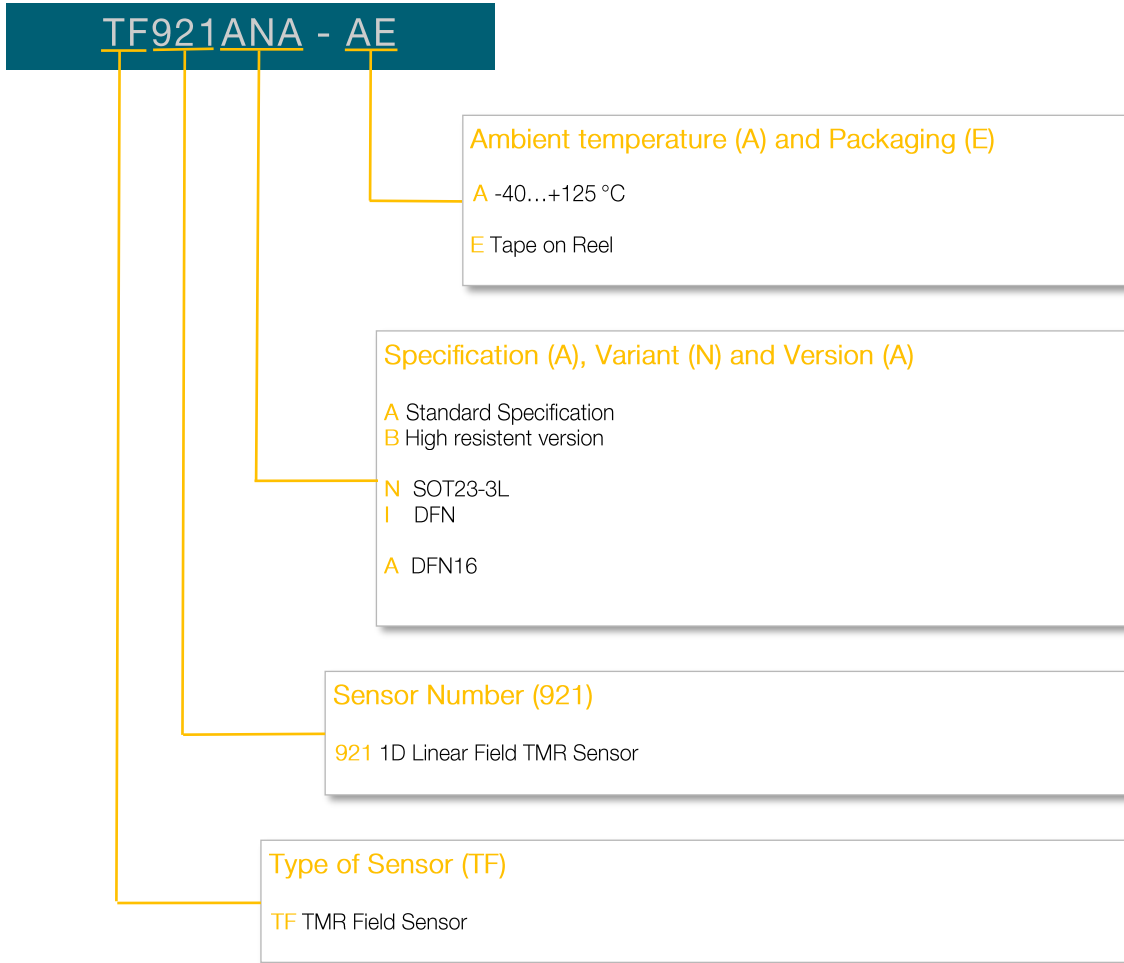 TF921ANA - AE
Ambient temperature (A) and Packaging (E)
A -40…+125 °C
E Tape on Reel
Specification (A), Variant (N) and Version (A)
A Standard Specification
B High resistent version
N SOT23-3L
I DFN
A DFN16
Sensor Number (921)
921 1D Linear Field TMR Sensor
Type of Sensor (TF)
TF TMR Field Sensor